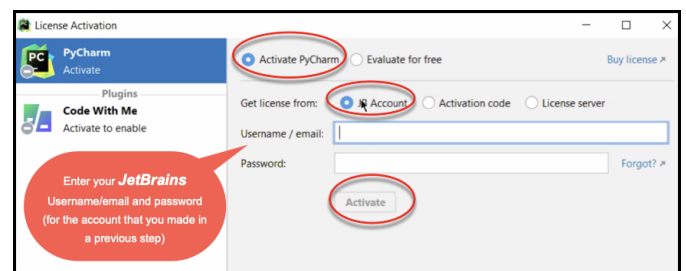 License Activation
PC
PyCharm
Activate
Plugins
Code With Me
Activate to enable
Activate PyCharm
Evaluate for free
Buy license
Get license from:
JB Account
Activation code
License server
Username / email:
Password:
Forgot?
Activate
Enter your JetBrains
Username/email and password
(for the account that you made in
a previous step)